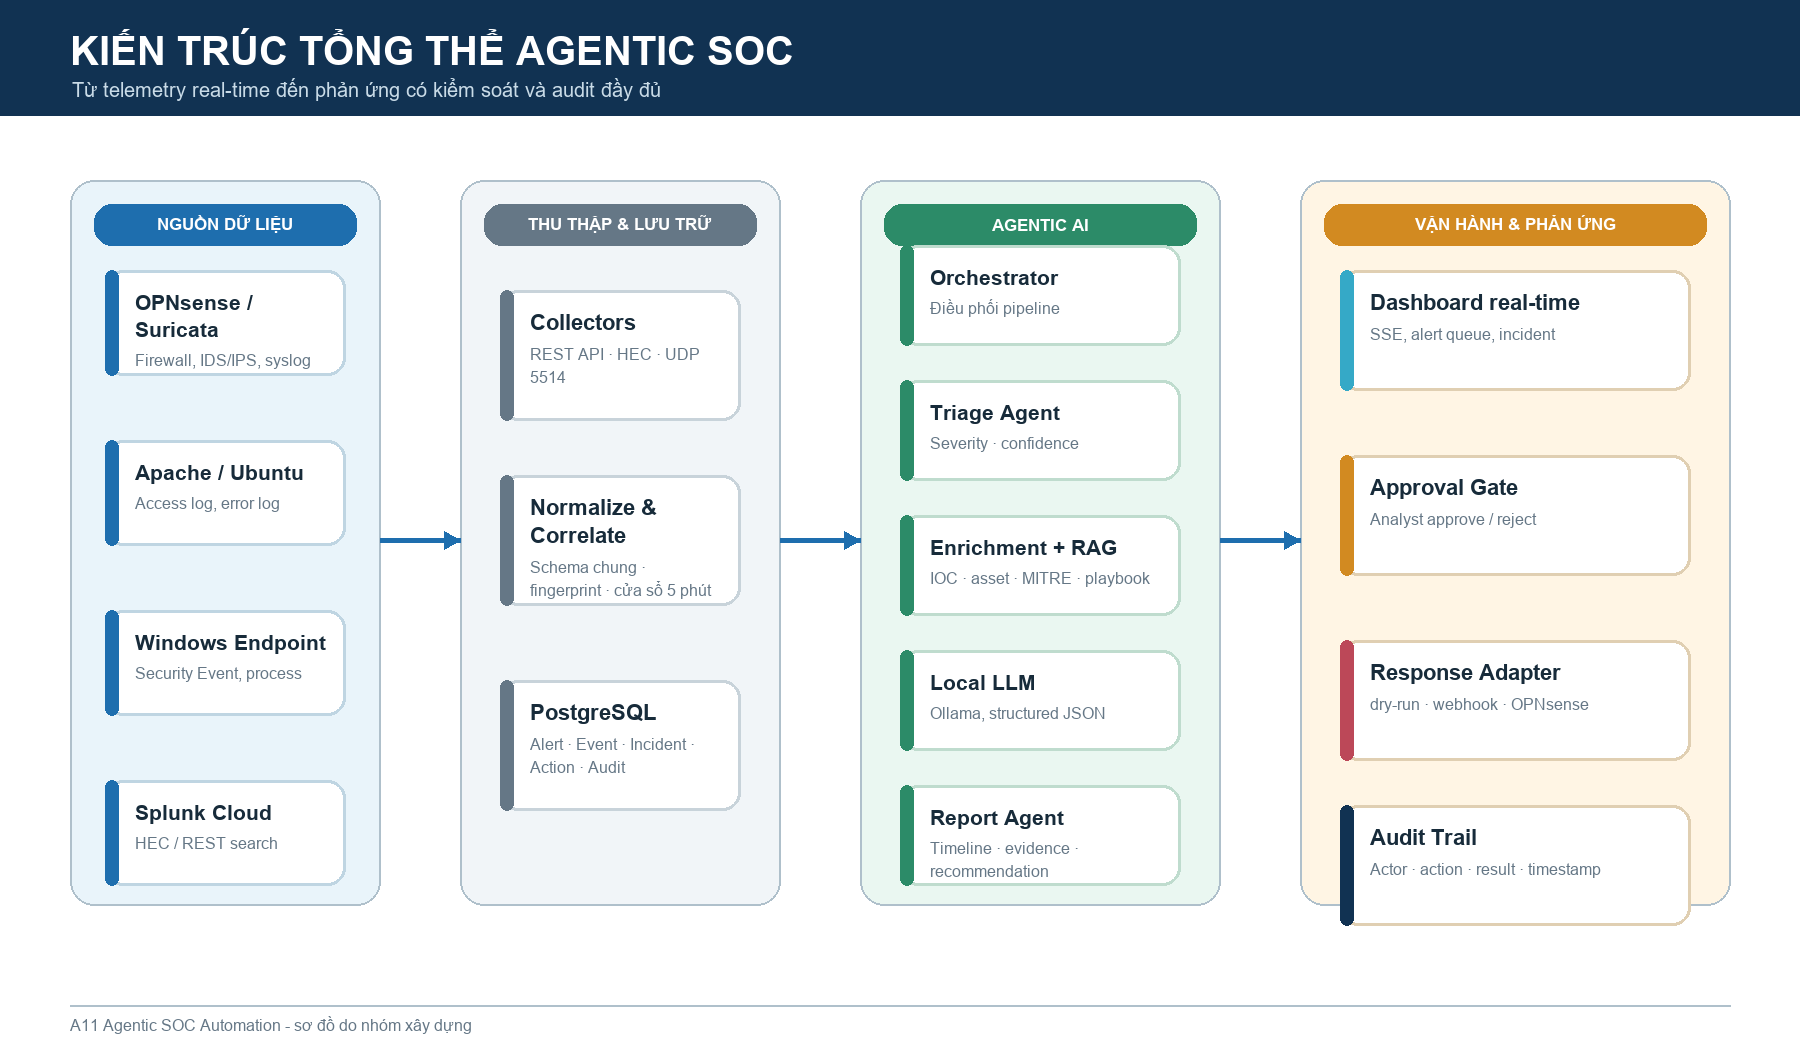 KIẾN TRÚC TỔNG THỂ AGENTIC SOC
Từ telemetry real-time đến phản ứng có kiểm soát và audit đầy đủ
NGUỒN DỮ LIỆU
OPNsense /
Suricata
Firewall, IDS/IPS, syslog
Apache / Ubuntu
Access log, error log
Windows Endpoint
Security Event, process
Splunk Cloud
HEC / REST search
THU THẬP & LƯU TRỮ
Collectors
REST API · HEC · UDP
5514
Normalize &
Correlate
Schema chung ·
fingerprint · cửa sổ 5 phút
PostgreSQL
Alert · Event · Incident ·
Action · Audit
AGENTIC AI
Orchestrator
Điều phối pipeline
Triage Agent
Severity · confidence
Enrichment + RAG
IOC · asset · MITRE · playbook
Local LLM
Ollama, structured JSON
Report Agent
Timeline · evidence ·
recommendation
VẬN HÀNH & PHẢN ỨNG
Dashboard real-time
SSE, alert queue, incident
Approval Gate
Analyst approve / reject
Response Adapter
dry-run · webhook · OPNsense
Audit Trail
Actor · action · result · timestamp
A11 Agentic SOC Automation - sơ đồ do nhóm xây dựng